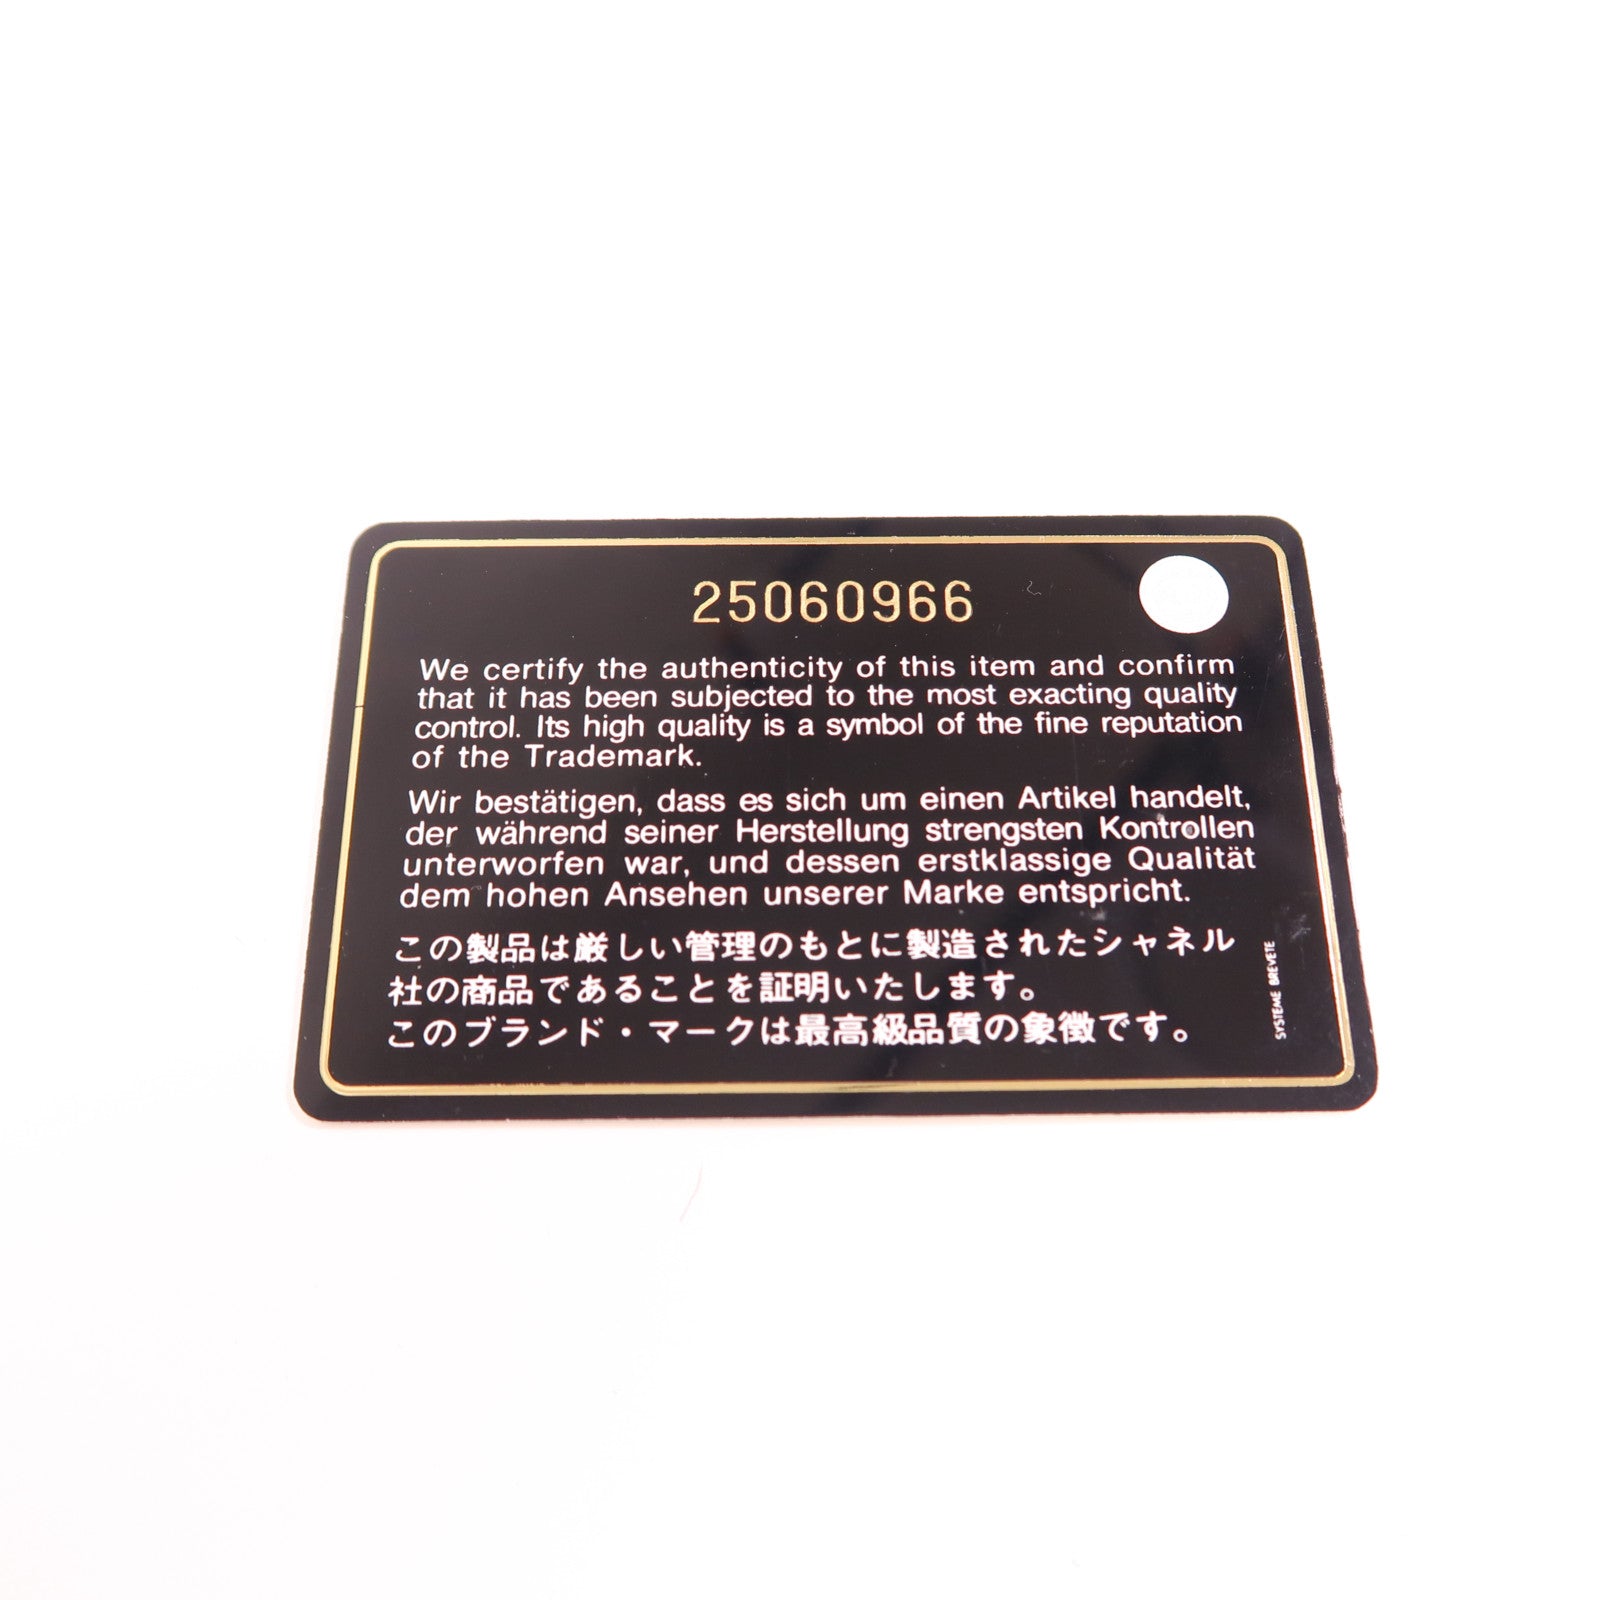 25060966
We certify the authenticity of this item and confirm
that it has been subjected to the most exacting quality
control. Its high quality is a symbol of the fine reputation
of the Trademark.
Wir bestätigen, dass es sich um einen Artikel handelt,
der während seiner Herstellung strengsten Kontrollen
unterworfen war, und dessen erstklassige Qualität
dem hohen Ansehen unserer Marke entspricht.
この製品は厳しい管理のもとに製造されたシャネル
社の商品であることを証明いたします。
このブランド・マークは最高級品質の象徴です。
SYSTEME BREVETE